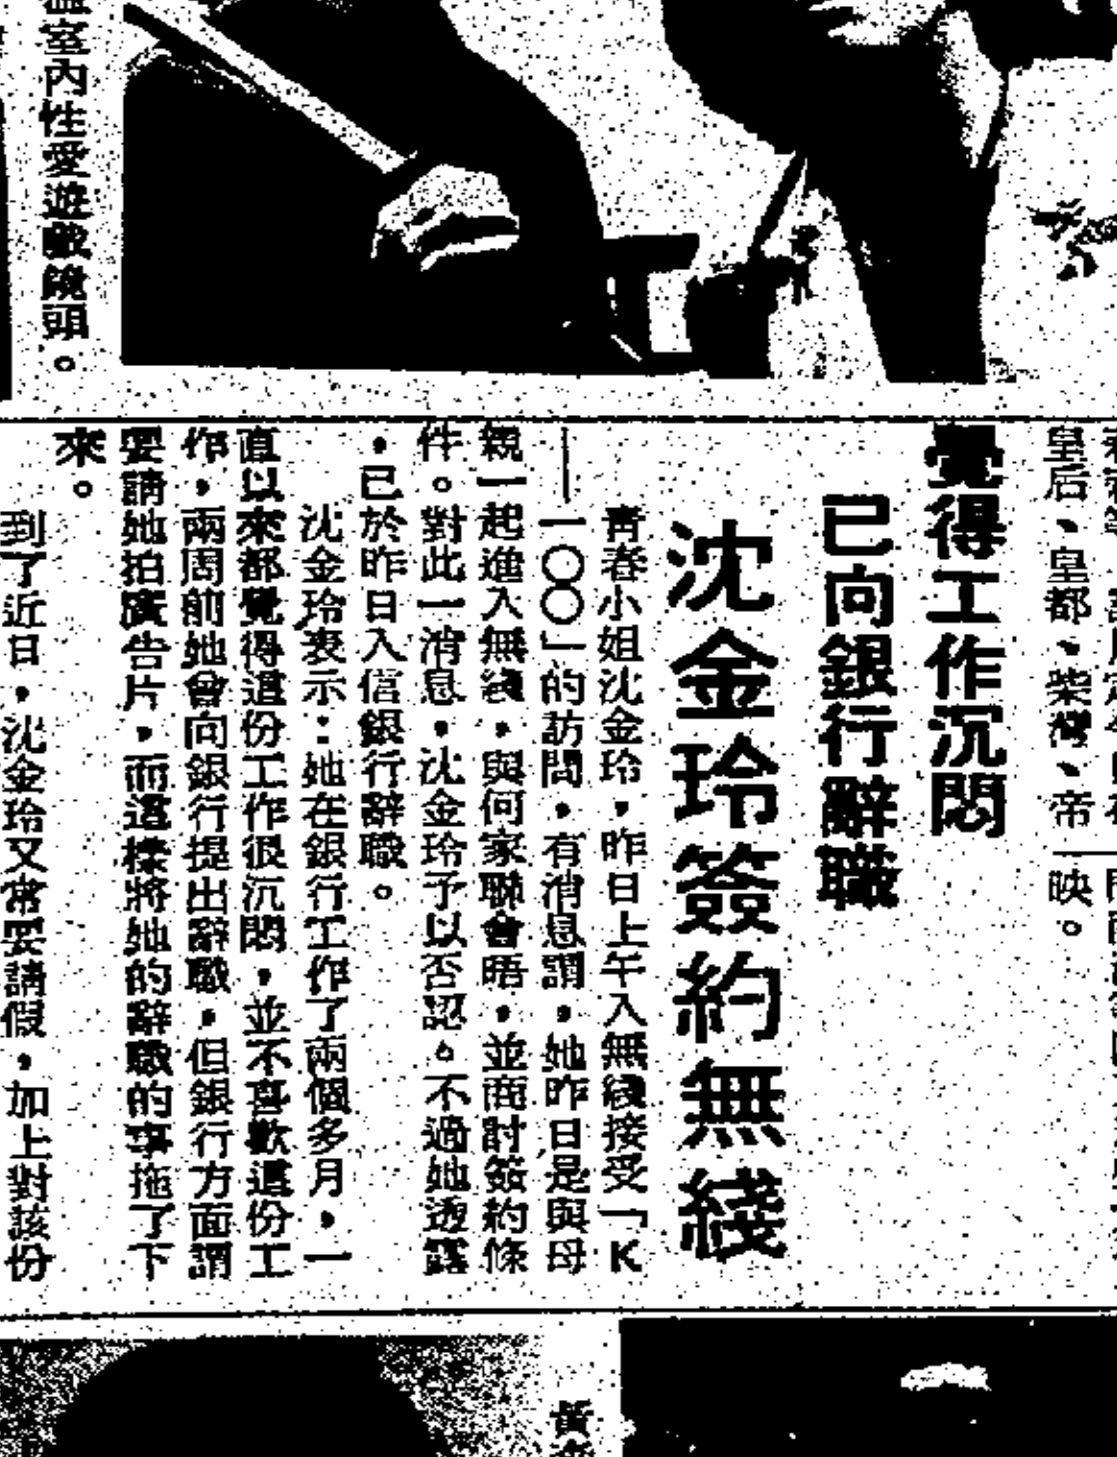 皇后、皇都、柴灣、帝
映。
覺得工作沉悶
已向銀行辭職
沈金玲簽約無綫
青春小姐沈金玲，昨日上午入無綫接受「K
——一〇〇」的訪問，有消息謂，她昨日是與母
親一起進入無綫，與何家聯會晤，並商討簽約條
件。對此一消息，沈金玲予以否認。不過她透露
，已於昨日入信銀行辭職。
沈金玲表示：她在銀行工作了兩個多月，一
直以來都覺得這份工作很沉悶，並不喜歡這份工
作，兩周前她曾向銀行提出辭職，但銀行方面謂
要請她拍廣告片，而這樣將她的辭職的事拖了下
來。
到了近日，沈金玲又常要請假，加上對該份
室內性愛遊戲鏡頭。
黃